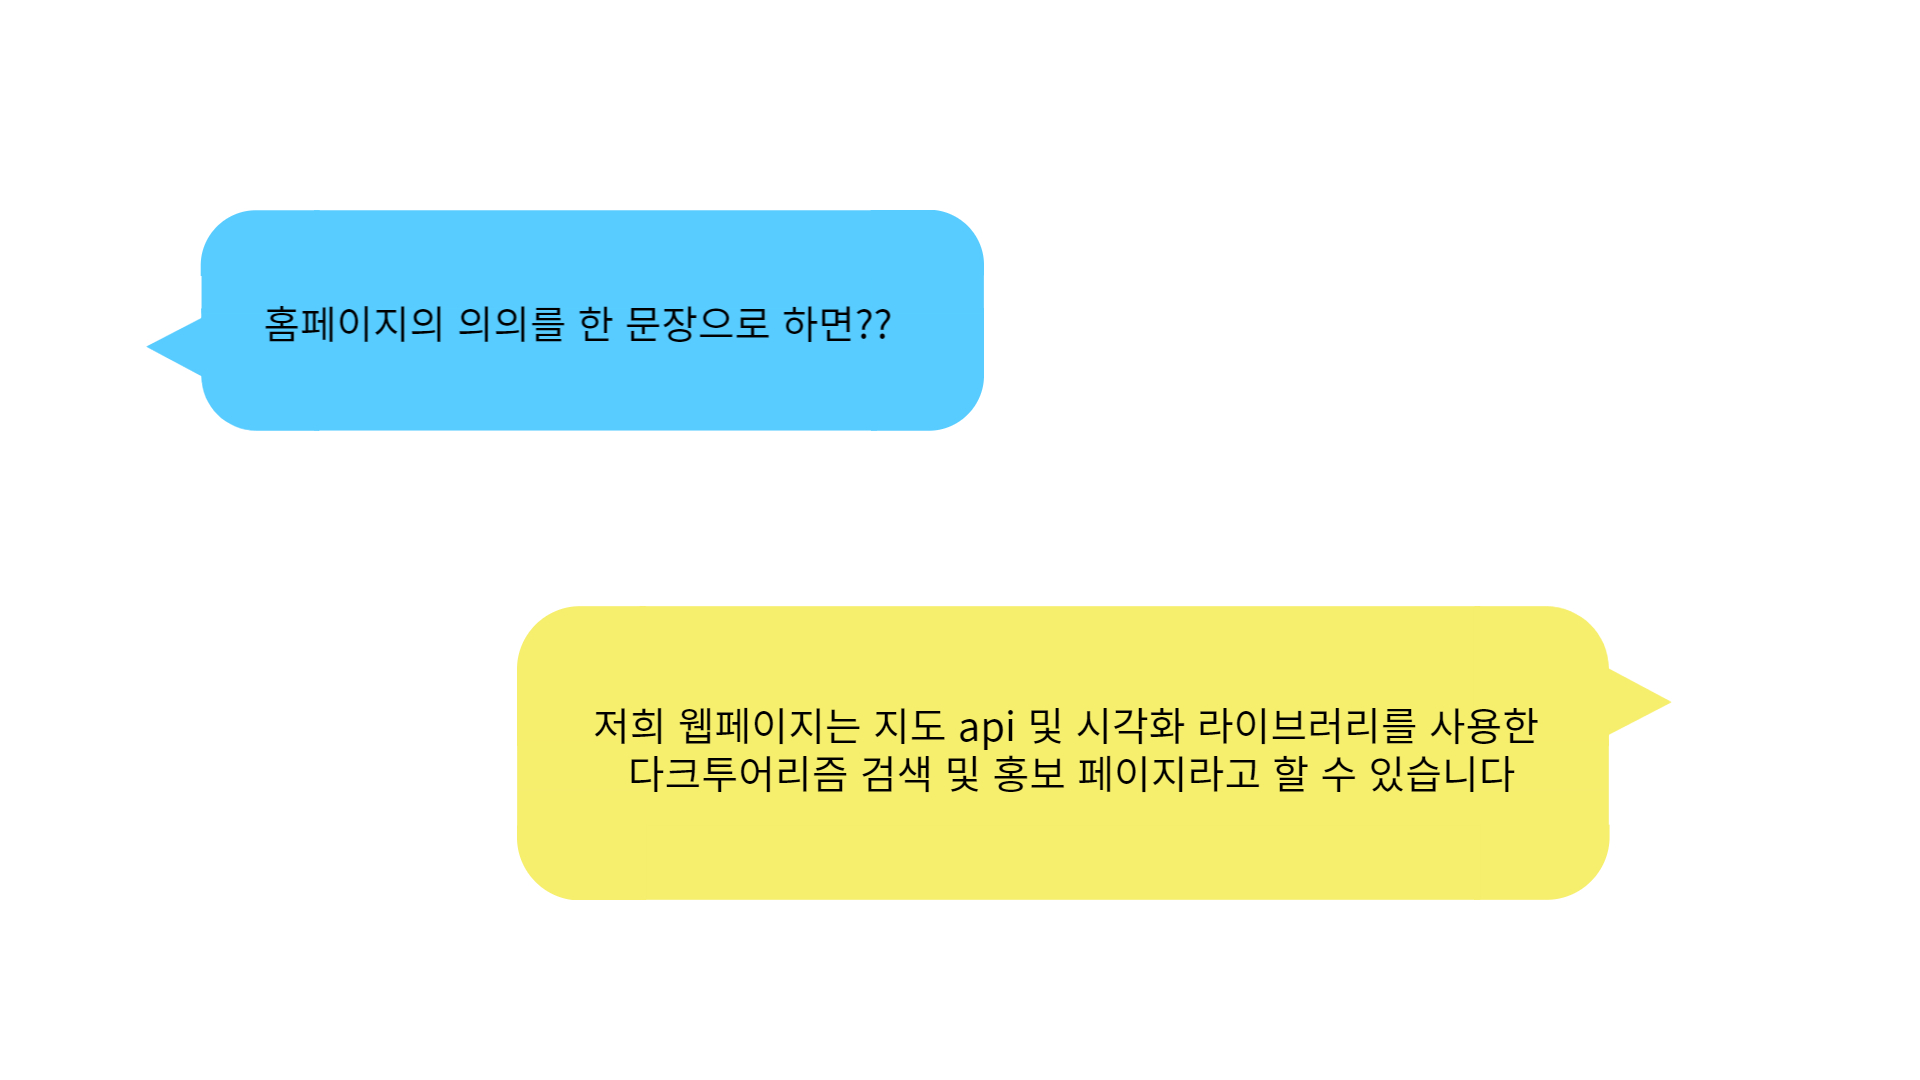 홈페이지의 의의를 한 문장으로 하면??
저희 웹페이지는 지도 api 및 시각화 라이브러리를 사용한
다크투어리즘 검색 및 홍보 페이지라고 할 수 있습니다